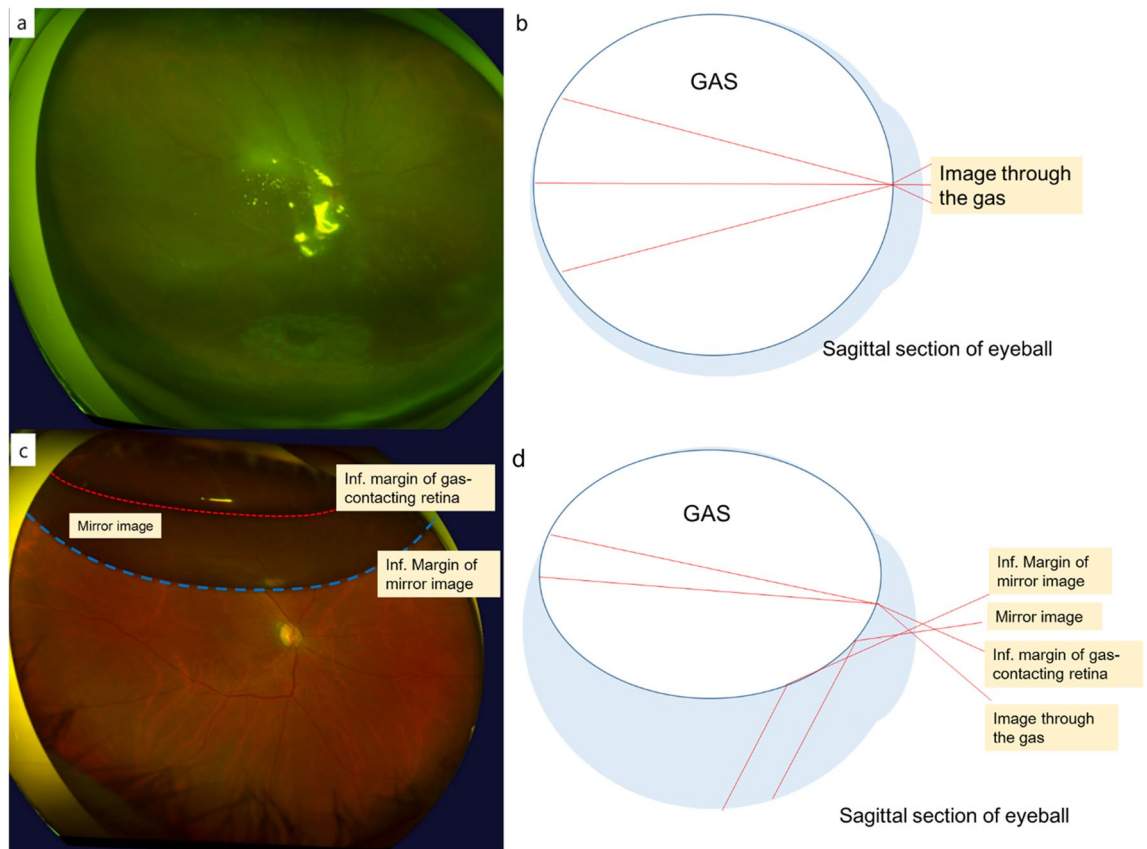 a
b
GAS
Image through
the gas
Sagittal section of eyeball
c
Inf. margin of gas-
contacting retina
Mirror image
Inf. Margin of
mirror image
d
GAS
Inf. Margin of
mirror image
Mirror image
Inf. margin of gas-
contacting retina
Image through
the gas
Sagittal section of eyeball